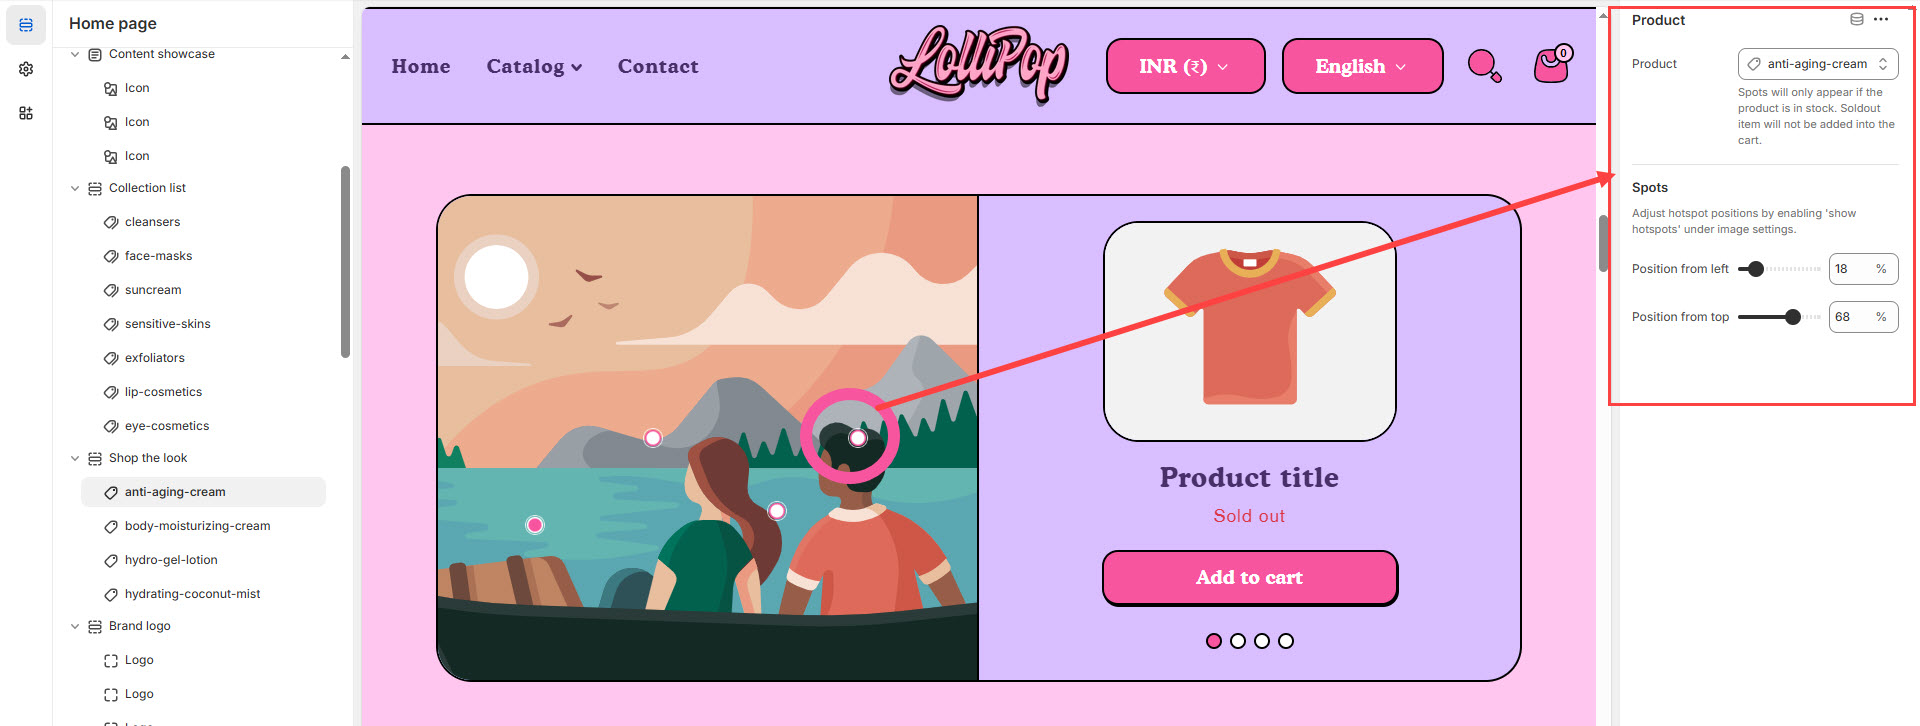 Home page
Content showcase
Icon
Icon
Icon
Collection list
cleansers
face-masks
suncream
sensitive-skins
exfoliators
lip-cosmetics
eye-cosmetics
Shop the look
anti-aging-cream
body-moisturizing-cream
hydro-gel-lotion
hydrating-coconut-mist
Brand logo
Logo
Logo
Home
Catalog
Contact
LolliPop
INR (₹)
English
0
Product title
Sold out
Add to cart
Product
Product
anti-aging-cream
Spots will only appear if the
product is in stock. Soldout
item will not be added into the
cart.
Spots
Adjust hotspot positions by enabling 'show
hotspots' under image settings.
Position from left
18
%
Position from top
68
%